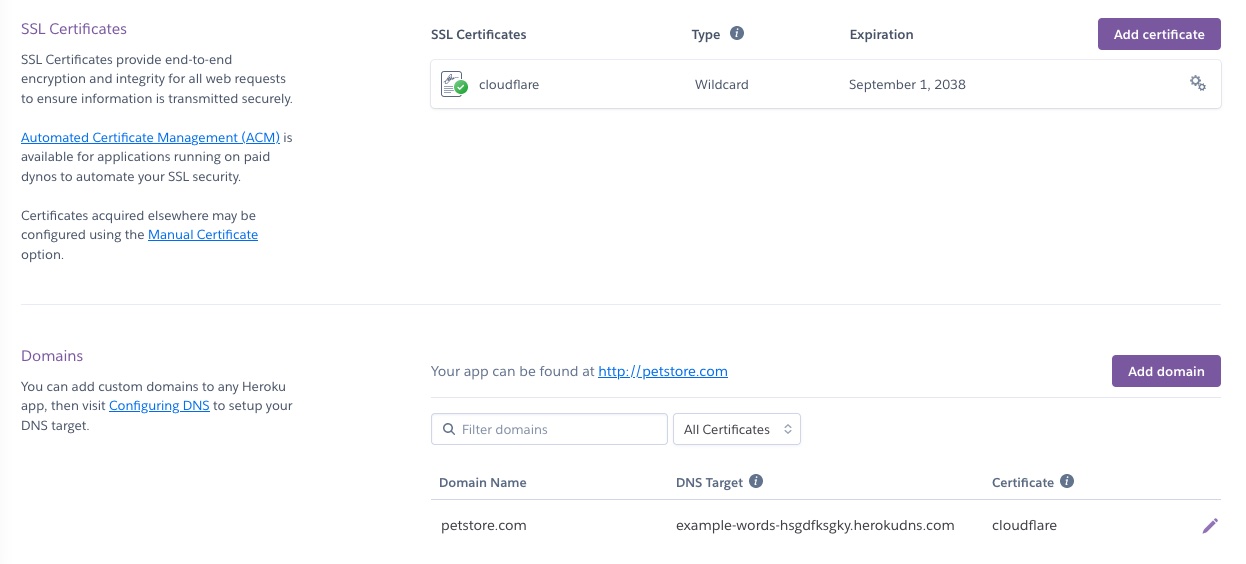 SSL Certificates
SSL Certificates provide end-to-end
encryption and integrity for all web requests
to ensure information is transmitted securely.
Automated Certificate Management (ACM) is
available for applications running on paid
dynos to automate your SSL security.
Certificates acquired elsewhere may be
configured using the Manual Certificate
option.
SSL Certificates Type i Expiration Add certificate
cloudflare Wildcard September 1, 2038
Domains
You can add custom domains to any Heroku
app, then visit Configuring DNS to setup your
DNS target.
Your app can be found at http://petstore.com Add domain
Filter domains All Certificates
Domain Name DNS Target i Certificate i
petstore.com example-words-hsgdfksgky.herokudns.com cloudflare